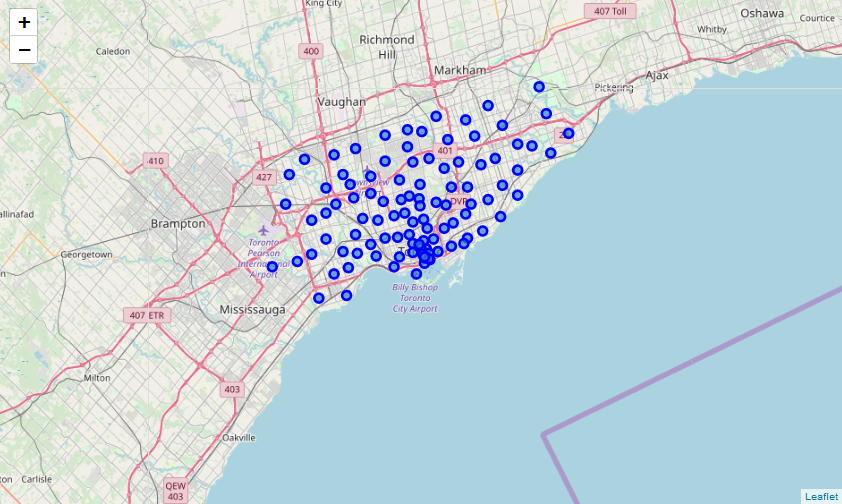 King City
407 Toll
Oshawa
Courtice
+
−
Whitby
Richmond
Hill
400
Caledon
Markham
Ajax
Pickering
Vaughan
401
410
427
DVP
Brampton
Toronto
Pearson
International
Airport
Georgetown
Billy Bishop
Toronto
City Airport
Mississauga
407 ETR
Milton
403
Oakville
Carlisle
QEW
403
Leaflet